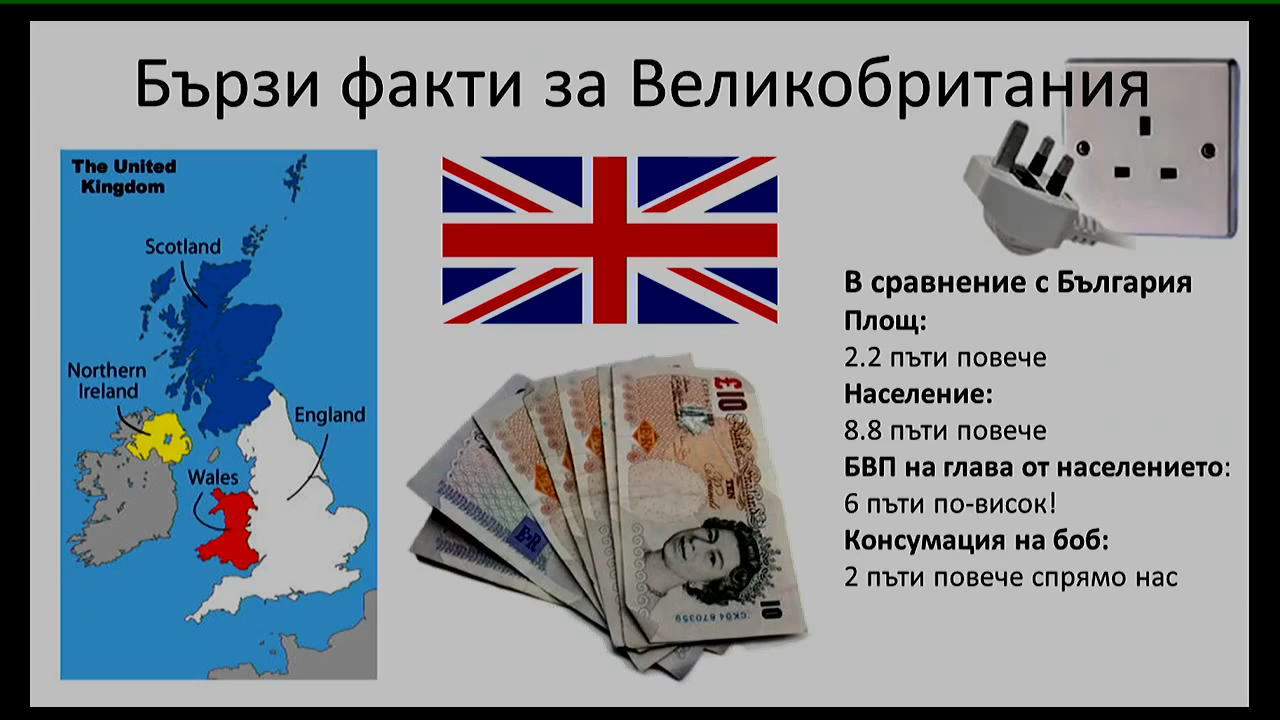 Бързи факти за Великобритания
The United
Kingdom
Scotland
Northern
Ireland
England
Wales
£10
10
В сравнение с България
Площ:
2.2 пъти повече
Население:
8.8 пъти повече
БВП на глава от населението:
6 пъти по-висок!
Консумация на боб:
2 пъти повече спрямо нас